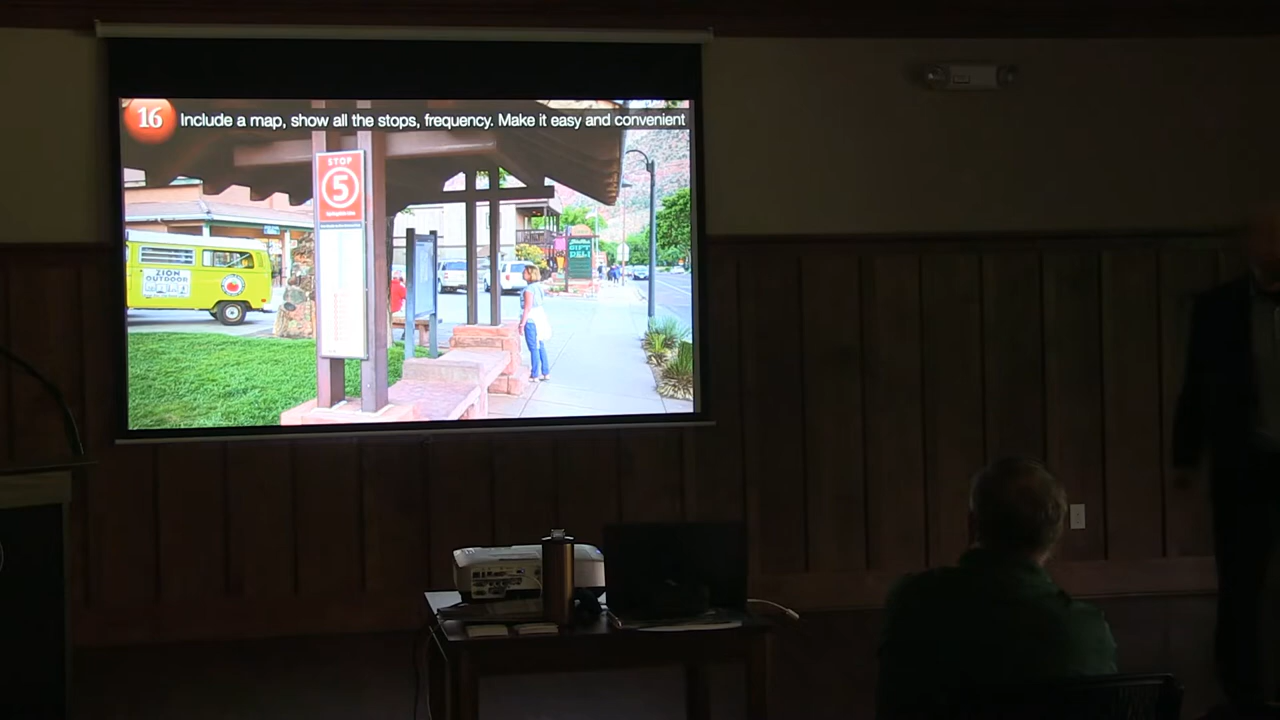 16 Include a map, show all the stops, frequency. Make it easy and convenient
STOP
5
ZION
OUTDOOR
GIFT
DELI